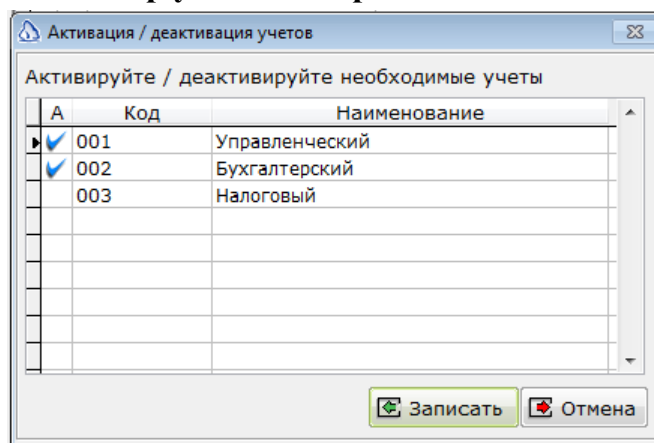 Активация / деактивация учетов
Активируйте / деактивируйте необходимые учеты
А Код Наименование
001 Управленческий
002 Бухгалтерский
003 Налоговый
Записать Отмена